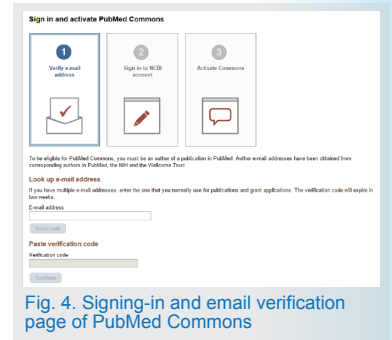 Sign in and activate PubMed Commons
1
Verify e-mail
address
2
Sign in to NCBI
account
3
Activate Commons
To be eligible for PubMed Commons, you must be an author of a publication in PubMed. Author e-mail addresses have been obtained from
corresponding authors in PubMed, the NIH and the Wellcome Trust.
Look up e-mail address
If you have multiple e-mail addresses, enter the one that you normally use for publications and grant applications. The verification code will expire in
two weeks.
E-mail address
Send code
Paste verification code
Verification code
Continue
Fig. 4. Signing-in and email verification
page of PubMed Commons